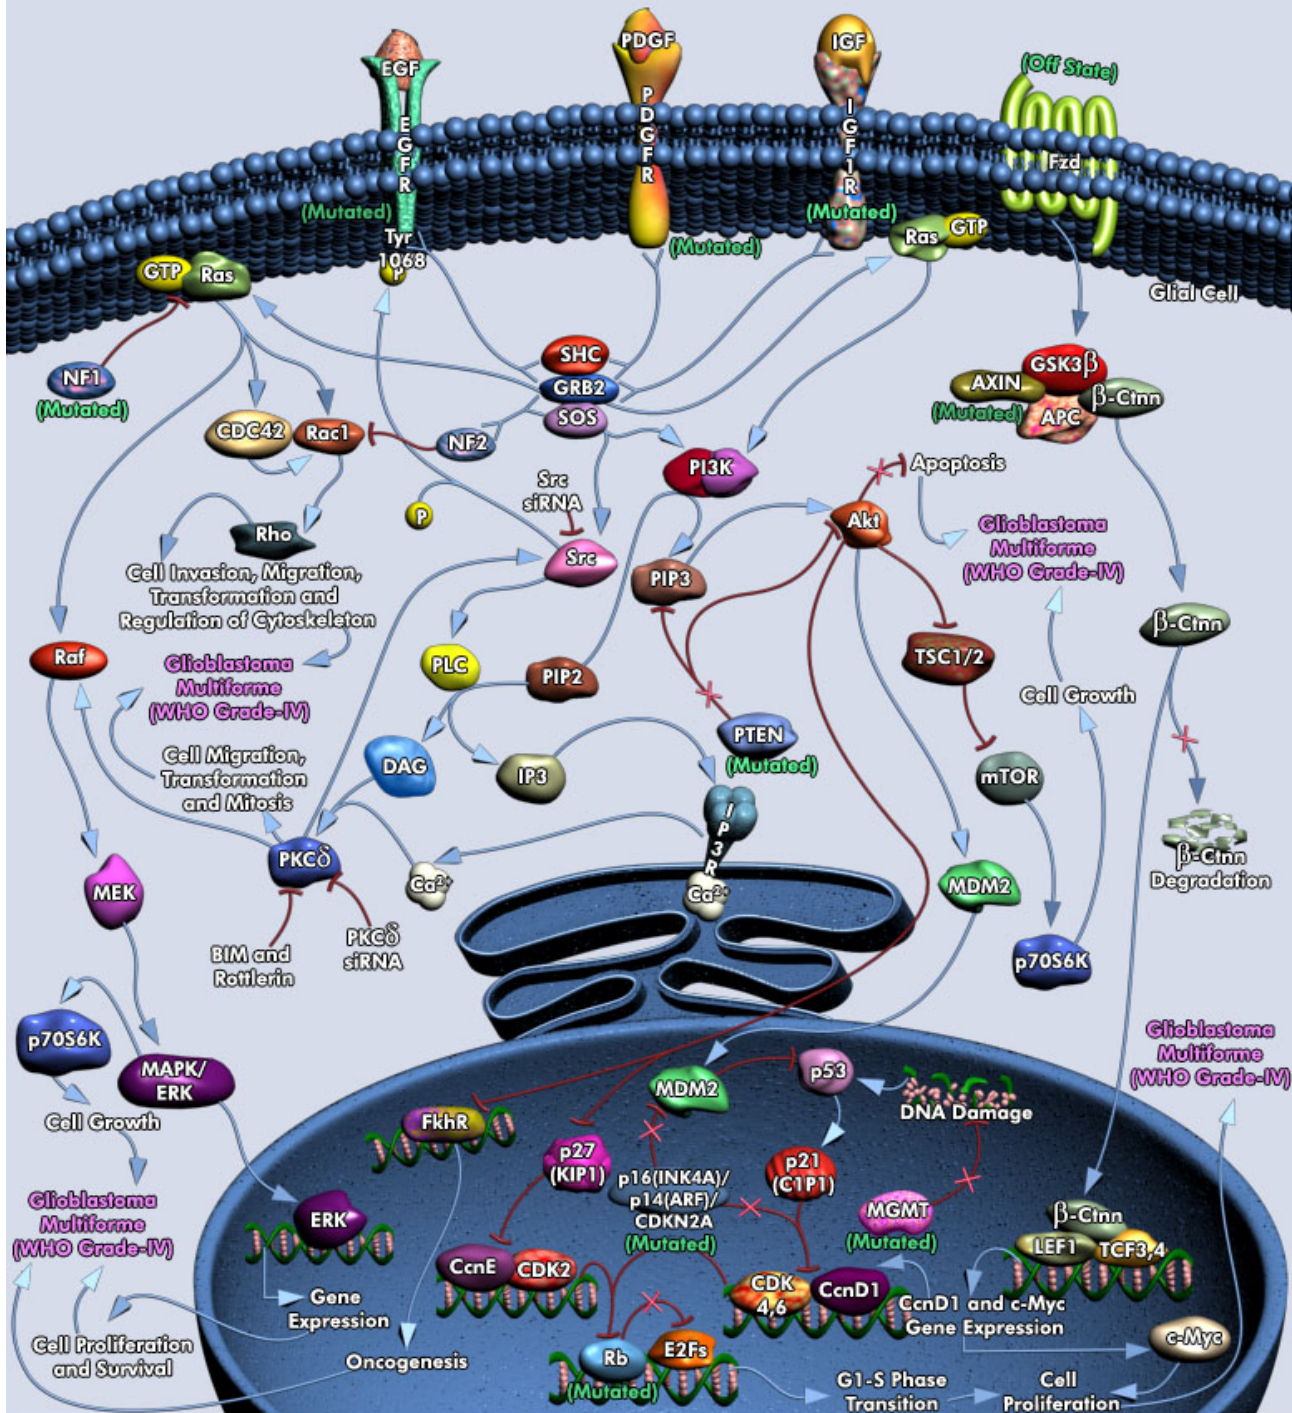 EGF
PDGF
IGF
(Off State)
EGFR
PDGFR
IGF1R
Fzd
(Mutated)
(Mutated)
(Mutated)
Tyr
1068
P
GTP
Ras
Ras
GTP
Glial Cell
NF1
(Mutated)
SHC
GRB2
SOS
GSK3β
AXIN
(Mutated)
APC
β-Ctnn
CDC42
Rac1
NF2
PI3K
Apoptosis
Src
siRNA
P
Akt
Rho
Src
PIP3
Glioblastoma
Multiforme
(WHO Grade-IV)
Cell Invasion, Migration,
Transformation and
Regulation of Cytoskeleton
β-Ctnn
Raf
Glioblastoma
Multiforme
(WHO Grade-IV)
PLC
PIP2
TSC1/2
Cell Growth
PTEN
(Mutated)
Cell Migration,
Transformation
and Mitosis
DAG
IP3
mTOR
IP3R
PKCδ
Ca2+
Ca2+
β-Ctnn
Degradation
MEK
MDM2
BIM and
Rottlerin
PKCδ
siRNA
p70S6K
p70S6K
MAPK/
ERK
Glioblastoma
Multiforme
(WHO Grade-IV)
MDM2
p53
DNA Damage
Cell Growth
FkhR
p27
(KIP1)
p16(INK4A)/
p14(ARF)/
CDKN2A
(Mutated)
p21
(C1P1)
MGMT
(Mutated)
Glioblastoma
Multiforme
(WHO Grade-IV)
ERK
β-Ctnn
LEF1
TCF3,4
CcnE
CDK2
CDK
4,6
CcnD1
Gene
Expression
CcnD1 and c-Myc
Gene Expression
c-Myc
Cell Proliferation
and Survival
Oncogenesis
Rb
(Mutated)
E2Fs
G1-S Phase
Transition
Cell
Proliferation